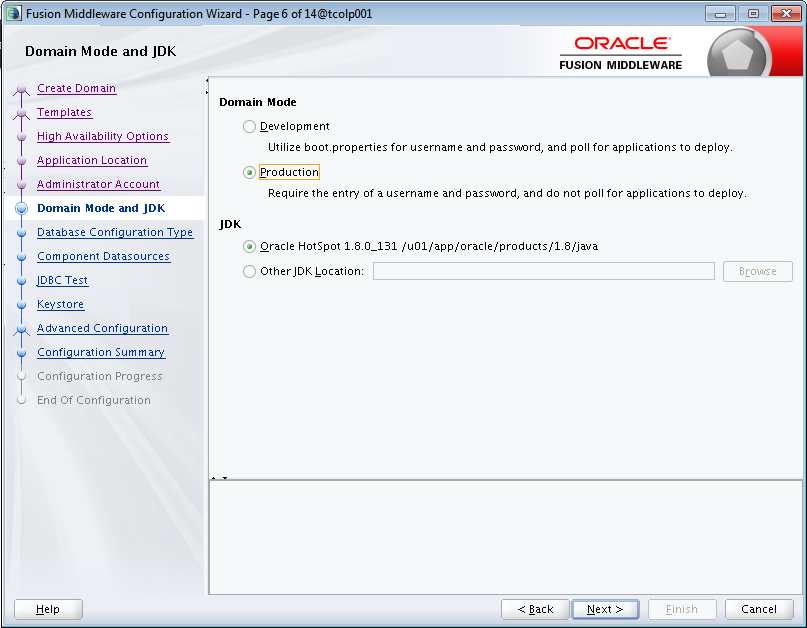 Fusion Middleware Configuration Wizard - Page 6 of 14@tcolp001
Domain Mode and JDK
ORACLE®
FUSION MIDDLEWARE
Create Domain
Templates
High Availability Options
Application Location
Administrator Account
Domain Mode and JDK
Database Configuration Type
Component Datasources
JDBC Test
Keystore
Advanced Configuration
Configuration Summary
Configuration Progress
End Of Configuration
Domain Mode
Development
Utilize boot.properties for username and password, and poll for applications to deploy.
Production
Require the entry of a username and password, and do not poll for applications to deploy.
JDK
Oracle HotSpot 1.8.0_131 /u01/app/oracle/products/1.8/java
Other JDK Location:
Browse
Help
< Back
Next >
Finish
Cancel